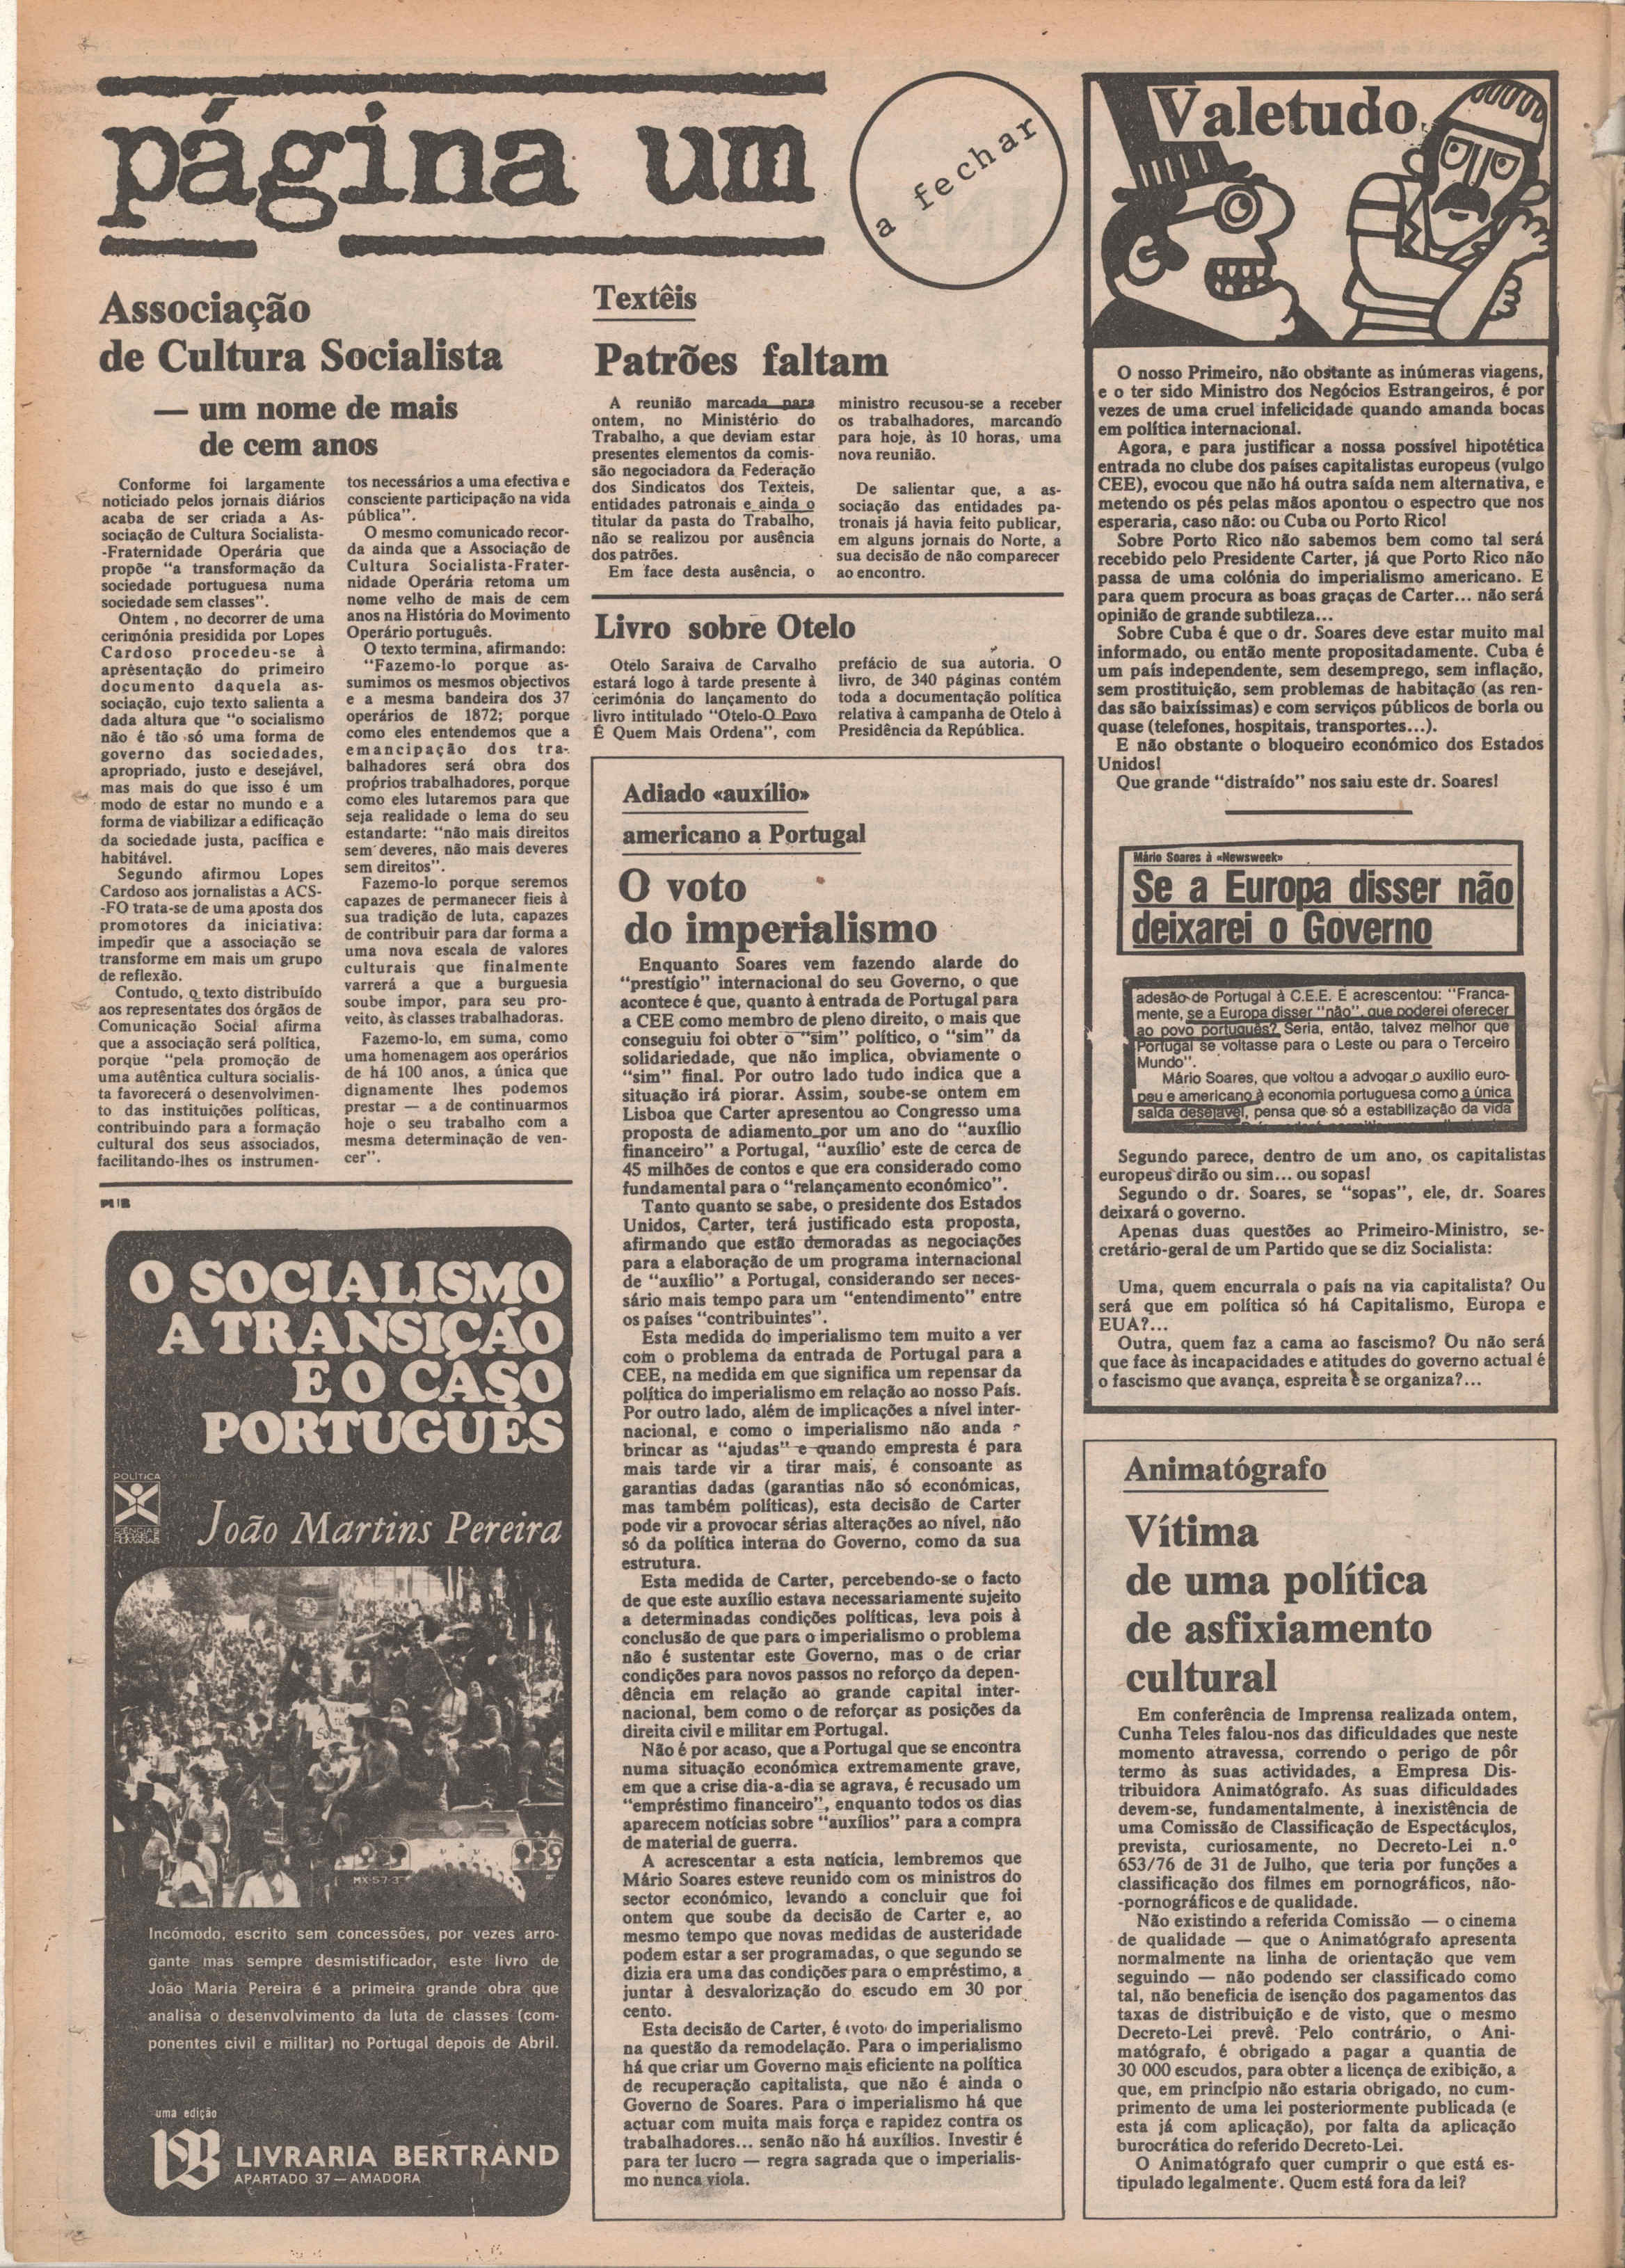 página um
a fechar
Associação
de Cultura Socialista
— um nome de mais
de cem anos
Conforme foi largamente
noticiado pelos jornais diários
acaba de ser criada a As-
sociação de Cultura Socialista-
-Fraternidade Operária que
propõe "a transformação da
sociedade portuguesa numa
sociedade sem classes".
Ontem , no decorrer de uma
cerimónia presidida por Lopes
Cardoso procedeu-se à
apresentação do primeiro
documento daquela as-
sociação, cujo texto salienta a
dada altura que "o socialismo
não é tão só uma forma de
governo das sociedades,
apropriado, justo e desejável,
mas mais do que isso é um
modo de estar no mundo e a
forma de viabilizar a edificação
da sociedade justa, pacífica e
habitável.
Segundo afirmou Lopes
Cardoso aos jornalistas a ACS-
-FO trata-se de uma aposta dos
promotores da iniciativa:
impedir que a associação se
transforme em mais um grupo
de reflexão.
Contudo, o texto distribuído
aos representates dos órgãos de
Comunicação Social afirma
que a associação será política,
porque "pela promoção de
uma autêntica cultura socialis-
ta favorecerá o desenvolvimen-
to das instituições políticas,
contribuindo para a formação
cultural dos seus associados,
facilitando-lhes os instrumen-
tos necessários a uma efectiva e
consciente participação na vida
pública".
O mesmo comunicado recor-
da ainda que a Associação de
Cultura Socialista-Frater-
nidade Operária retoma um
nome velho de mais de cem
anos na História do Movimento
Operário português.
O texto termina, afirmando:
"Fazemo-lo porque as-
sumimos os mesmos objectivos
e a mesma bandeira dos 37
operários de 1872; porque
como eles entendemos que a
emancipação dos tra-
balhadores será obra dos
próprios trabalhadores, porque
como eles lutaremos para que
seja realidade o lema do seu
estandarte: "não mais direitos
sem deveres, não mais deveres
sem direitos".
Fazemo-lo porque seremos
capazes de permanecer fieis à
sua tradição de luta, capazes
de contribuir para dar forma a
uma nova escala de valores
culturais que finalmente
varrerá a que a burguesia
soube impor, para seu pro-
veito, às classes trabalhadoras.
Fazemo-lo, em suma, como
uma homenagem aos operários
de há 100 anos, a única que
dignamente lhes podemos
prestar — a de continuarmos
hoje o seu trabalho com a
mesma determinação de ven-
cer".
PUB
O SOCIALISMO
A TRANSIÇÃO
E O CASO
PORTUGUÊS
POLÍTICA
João Martins Pereira
MX-57-3
Incómodo, escrito sem concessões, por vezes arro-
gante mas sempre desmistificador, este livro de
João Maria Pereira é a primeira grande obra que
analisa o desenvolvimento da luta de classes (com-
ponentes civil e militar) no Portugal depois de Abril.
uma edição
LIVRARIA BERTRAND
APARTADO 37 — AMADORA
Textêis
Patrões faltam
A reunião marcada para
ontem, no Ministério do
Trabalho, a que deviam estar
presentes elementos da comis-
são negociadora da Federação
dos Sindicatos dos Texteis,
entidades patronais e ainda o
titular da pasta do Trabalho,
não se realizou por ausência
dos patrões.
Em face desta ausência, o
ministro recusou-se a receber
os trabalhadores, marcando
para hoje, às 10 horas, uma
nova reunião.
De salientar que, a as-
sociação das entidades pa-
tronais já havia feito publicar,
em alguns jornais do Norte, a
sua decisão de não comparecer
ao encontro.
Livro sobre Otelo
Otelo Saraiva de Carvalho
estará logo à tarde presente à
cerimónia do lançamento do
livro intitulado "Otelo-O Povo
É Quem Mais Ordena", com
prefácio de sua autoria. O
livro, de 340 páginas contém
toda a documentação política
relativa à campanha de Otelo à
Presidência da República.
Adiado «auxílio»
americano a Portugal
O voto
do imperialismo
Enquanto Soares vem fazendo alarde do
"prestígio" internacional do seu Governo, o que
acontece é que, quanto à entrada de Portugal para
a CEE como membro de pleno direito, o mais que
conseguiu foi obter o "sim" político, o "sim" da
solidariedade, que não implica, obviamente o
"sim" final. Por outro lado tudo indica que a
situação irá piorar. Assim, soube-se ontem em
Lisboa que Carter apresentou ao Congresso uma
proposta de adiamento por um ano do "auxílio
financeiro" a Portugal, "auxílio' este de cerca de
45 milhões de contos e que era considerado como
fundamental para o "relançamento económico".
Tanto quanto se sabe, o presidente dos Estados
Unidos, Carter, terá justificado esta proposta,
afirmando que estão demoradas as negociações
para a elaboração de um programa internacional
de "auxílio" a Portugal, considerando ser neces-
sário mais tempo para um "entendimento" entre
os países "contribuintes".
Esta medida do imperialismo tem muito a ver
com o problema da entrada de Portugal para a
CEE, na medida em que significa um repensar da
política do imperialismo em relação ao nosso País.
Por outro lado, além de implicações a nível inter-
nacional, e como o imperialismo não anda
brincar as "ajudas" e quando empresta é para
mais tarde vir a tirar mais, é consoante as
garantias dadas (garantias não só económicas,
mas também políticas), esta decisão de Carter
pode vir a provocar sérias alterações ao nível, não
só da política interna do Governo, como da sua
estrutura.
Esta medida de Carter, percebendo-se o facto
de que este auxílio estava necessariamente sujeito
a determinadas condições políticas, leva pois à
conclusão de que para o imperialismo o problema
não é sustentar este Governo, mas o de criar
condições para novos passos no reforço da depen-
dência em relação ao grande capital inter-
nacional, bem como o de reforçar as posições da
direita civil e militar em Portugal.
Não é por acaso, que a Portugal que se encontra
numa situação económica extremamente grave,
em que a crise dia-a-dia se agrava, é recusado um
"empréstimo financeiro", enquanto todos os dias
aparecem notícias sobre "auxílios" para a compra
de material de guerra.
A acrescentar a esta notícia, lembremos que
Mário Soares esteve reunido com os ministros do
sector económico, levando a concluir que foi
ontem que soube da decisão de Carter e, ao
mesmo tempo que novas medidas de austeridade
podem estar a ser programadas, o que segundo se
dizia era uma das condições para o empréstimo, a
juntar à desvalorização do escudo em 30 por
cento.
Esta decisão de Carter, é «voto» do imperialismo
na questão da remodelação. Para o imperialismo
há que criar um Governo mais eficiente na política
de recuperação capitalista, que não é ainda o
Governo de Soares. Para o imperialismo há que
actuar com muita mais força e rapidez contra os
trabalhadores... senão não há auxílios. Investir é
para ter lucro — regra sagrada que o imperialis-
mo nunca viola.
Valetudo
O nosso Primeiro, não obstante as inúmeras viagens,
e o ter sido Ministro dos Negócios Estrangeiros, é por
vezes de uma cruel infelicidade quando amanda bocas
em política internacional.
Agora, e para justificar a nossa possível hipotética
entrada no clube dos países capitalistas europeus (vulgo
CEE), evocou que não há outra saída nem alternativa, e
metendo os pés pelas mãos apontou o espectro que nos
esperaria, caso não: ou Cuba ou Porto Rico!
Sobre Porto Rico não sabemos bem como tal será
recebido pelo Presidente Carter, já que Porto Rico não
passa de uma colónia do imperialismo americano. E
para quem procura as boas graças de Carter... não será
opinião de grande subtileza...
Sobre Cuba é que o dr. Soares deve estar muito mal
informado, ou então mente propositadamente. Cuba é
um país independente, sem desemprego, sem inflação,
sem prostituição, sem problemas de habitação (as ren-
das são baixíssimas) e com serviços públicos de borla ou
quase (telefones, hospitais, transportes...).
E não obstante o bloqueiro económico dos Estados
Unidos!
Que grande "distraído" nos saiu este dr. Soares!
Mário Soares à «Newsweek»
Se a Europa disser não
deixarei o Governo
adesão de Portugal à C.E.E. E acrescentou: "Franca-
mente, se a Europa disser "não", que poderei oferecer
ao povo português? Seria, então, talvez melhor que
Portugal se voltasse para o Leste ou para o Terceiro
Mundo".
Mário Soares, que voltou a advogar o auxílio euro-
peu e americano à economia portuguesa como a única
saída desejável, pensa que só a estabilização da vida
Segundo parece, dentro de um ano, os capitalistas
europeus dirão ou sim... ou sopas!
Segundo o dr. Soares, se "sopas", ele, dr. Soares
deixará o governo.
Apenas duas questões ao Primeiro-Ministro, se-
cretário-geral de um Partido que se diz Socialista:
Uma, quem encurrala o país na via capitalista? Ou
será que em política só há Capitalismo, Europa e
EUA?...
Outra, quem faz a cama ao fascismo? Ou não será
que face às incapacidades e atitudes do governo actual é
o fascismo que avança, espreita e se organiza?...
Animatógrafo
Vítima
de uma política
de asfixiamento
cultural
Em conferência de Imprensa realizada ontem,
Cunha Teles falou-nos das dificuldades que neste
momento atravessa, correndo o perigo de pôr
termo às suas actividades, a Empresa Dis-
tribuidora Animatógrafo. As suas dificuldades
devem-se, fundamentalmente, à inexistência de
uma Comissão de Classificação de Espectáculos,
prevista, curiosamente, no Decreto-Lei n.º
653/76 de 31 de Julho, que teria por funções a
classificação dos filmes em pornográficos, não-
-pornográficos e de qualidade.
Não existindo a referida Comissão — o cinema
de qualidade — que o Animatógrafo apresenta
normalmente na linha de orientação que vem
seguindo — não podendo ser classificado como
tal, não beneficia de isenção dos pagamentos das
taxas de distribuição e de visto, que o mesmo
Decreto-Lei prevê. Pelo contrário, o Ani-
matógrafo, é obrigado a pagar a quantia de
30 000 escudos, para obter a licença de exibição, a
que, em princípio não estaria obrigado, no cum-
primento de uma lei posteriormente publicada (e
esta já com aplicação), por falta da aplicação
burocrática do referido Decreto-Lei.
O Animatógrafo quer cumprir o que está es-
tipulado legalmente. Quem está fora da lei?